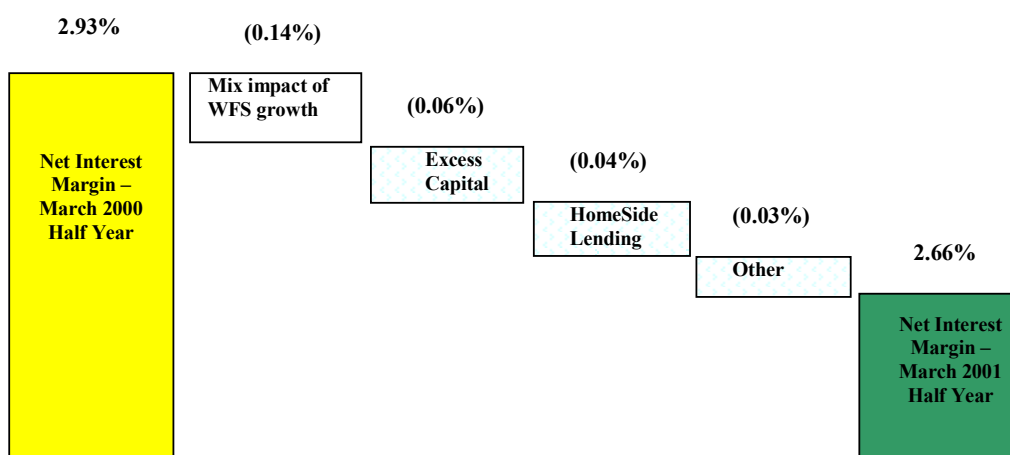 2.93%
(0.14%)
Mix impact of
WFS growth
(0.06%)
Net Interest
Margin –
March 2000
Half Year
Excess
Capital
(0.04%)
HomeSide
Lending
(0.03%)
Other
2.66%
Net Interest
Margin –
March 2001
Half Year